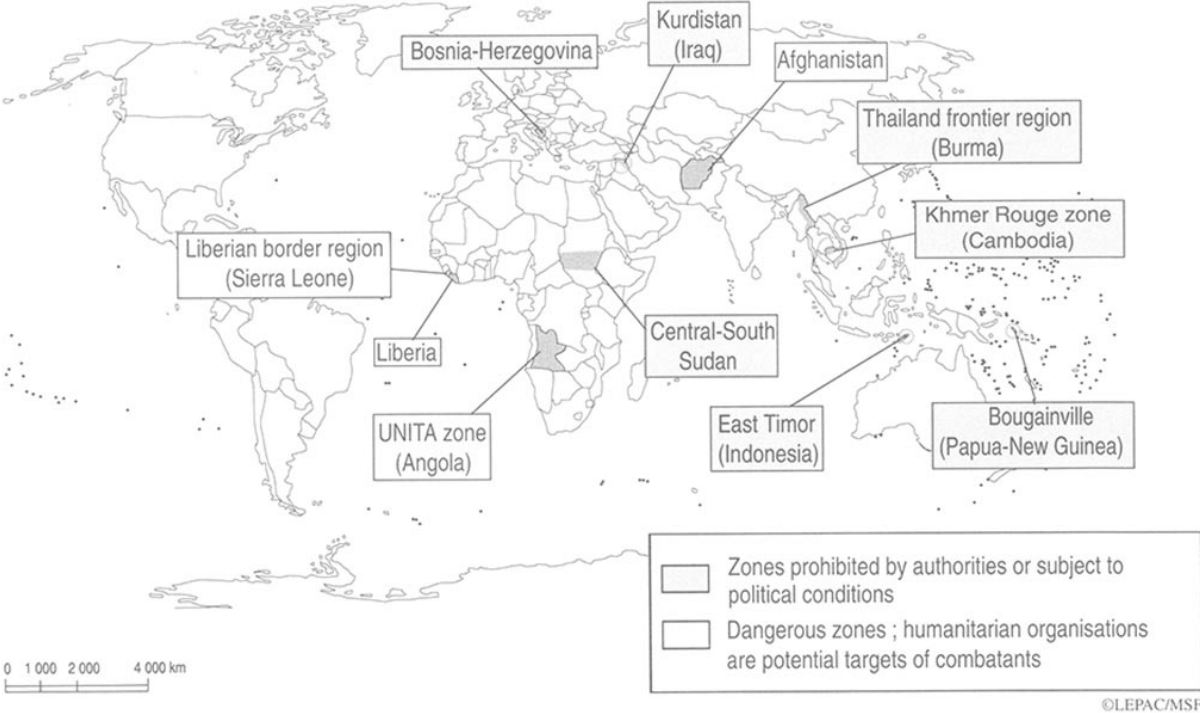 Kurdistan
(Iraq)
Bosnia-Herzegovina
Afghanistan
Thailand frontier region
(Burma)
Khmer Rouge zone
(Cambodia)
Liberian border region
(Sierra Leone)
Liberia
Central-South
Sudan
UNITA zone
(Angola)
East Timor
(Indonesia)
Bougainville
(Papua-New Guinea)
Zones prohibited by authorities or subject to
political conditions
Dangerous zones ; humanitarian organisations
are potential targets of combatants
0 1 000 2 000 4 000 km
©LEPAC/MSF